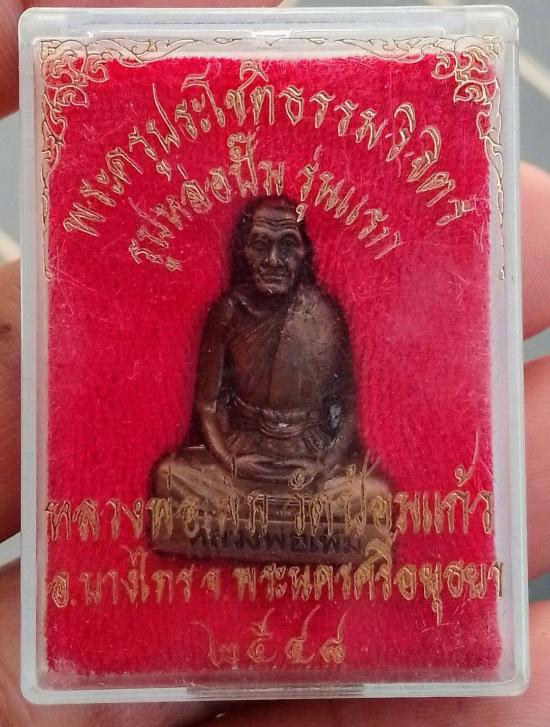 พระครูประโชติธรรมวิจิตร
รูปหล่อปั๊ม รุ่นแรก
หลวงพ่อเพิ่ม วัดป้อมแก้ว
หลวงพ่อเพิ่ม
อ.บางไทร จ.พระนครศรีอยุธยา
๒๕๔๘